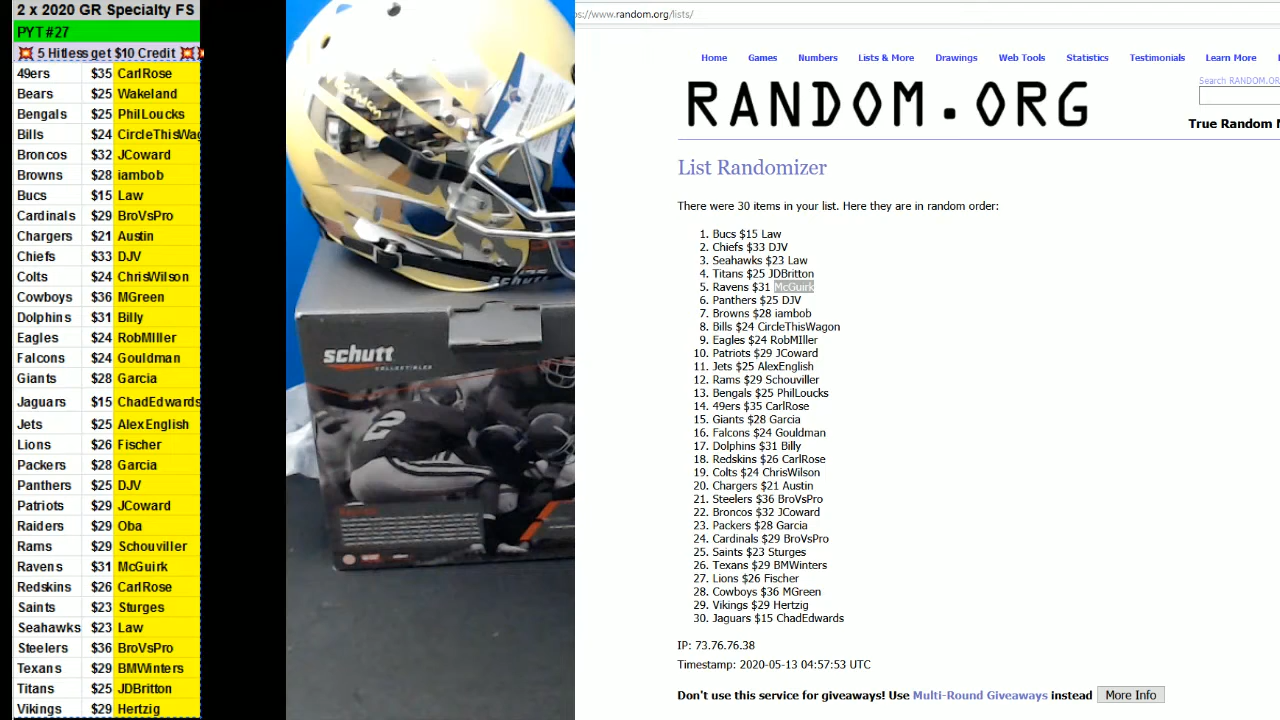 2 x 2020 GR Specialty FS
PYT #27
💥 5 Hitless get $10 Credit 💥
49ers $35 CarlRose
Bears $25 Wakeland
Bengals $25 PhilLoucks
Bills $24 CircleThisWag
Broncos $32 JCoward
Browns $28 iambob
Bucs $15 Law
Cardinals $29 BroVsPro
Chargers $21 Austin
Chiefs $33 DJV
Colts $24 ChrisWilson
Cowboys $36 MGreen
Dolphins $31 Billy
Eagles $24 RobMIller
Falcons $24 Gouldman
Giants $28 Garcia
Jaguars $15 ChadEdwards
Jets $25 AlexEnglish
Lions $26 Fischer
Packers $28 Garcia
Panthers $25 DJV
Patriots $29 JCoward
Raiders $29 Oba
Rams $29 Schouviller
Ravens $31 McGuirk
Redskins $26 CarlRose
Saints $23 Sturges
Seahawks $23 Law
Steelers $36 BroVsPro
Texans $29 BMWinters
Titans $25 JDBritton
Vikings $29 Hertzig
schutt
schutt
COLLECTIBLES
2
ps://www.random.org/lists/
Home Games Numbers Lists & More Drawings Web Tools Statistics Testimonials Learn More
Search RANDOM.OR
RANDOM.ORG
True Random N
List Randomizer
There were 30 items in your list. Here they are in random order:
1. Bucs $15 Law
2. Chiefs $33 DJV
3. Seahawks $23 Law
4. Titans $25 JDBritton
5. Ravens $31 McGuirk
6. Panthers $25 DJV
7. Browns $28 iambob
8. Bills $24 CircleThisWagon
9. Eagles $24 RobMIller
10. Patriots $29 JCoward
11. Jets $25 AlexEnglish
12. Rams $29 Schouviller
13. Bengals $25 PhilLoucks
14. 49ers $35 CarlRose
15. Giants $28 Garcia
16. Falcons $24 Gouldman
17. Dolphins $31 Billy
18. Redskins $26 CarlRose
19. Colts $24 ChrisWilson
20. Chargers $21 Austin
21. Steelers $36 BroVsPro
22. Broncos $32 JCoward
23. Packers $28 Garcia
24. Cardinals $29 BroVsPro
25. Saints $23 Sturges
26. Texans $29 BMWinters
27. Lions $26 Fischer
28. Cowboys $36 MGreen
29. Vikings $29 Hertzig
30. Jaguars $15 ChadEdwards
IP: 73.76.76.38
Timestamp: 2020-05-13 04:57:53 UTC
Don't use this service for giveaways! Use Multi-Round Giveaways instead More Info